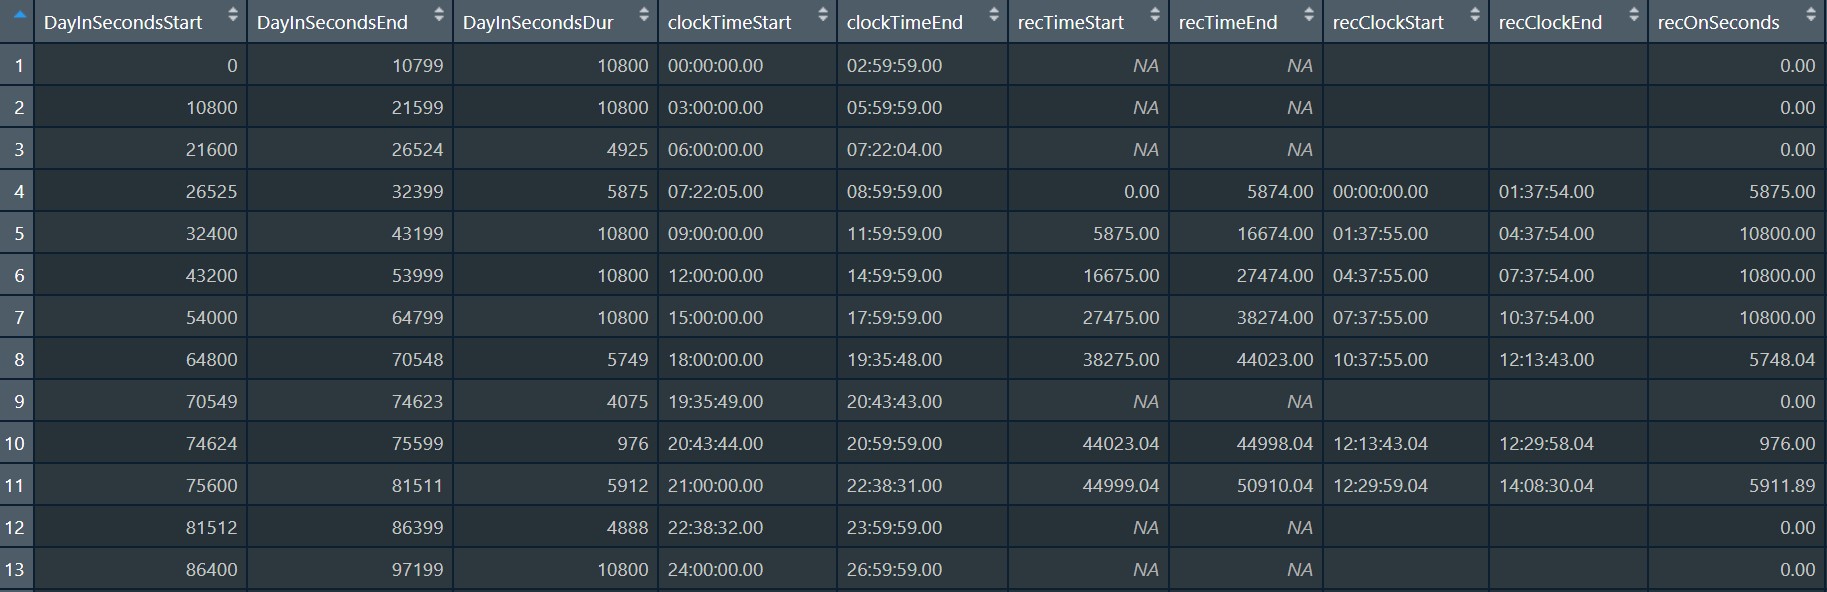 DayInSecondsStart DayInSecondsEnd DayInSecondsDur clockTimeStart clockTimeEnd recTimeStart recTimeEnd recClockStart recClockEnd recOnSeconds
1 0 10799 10800 00:00:00.00 02:59:59.00 NA NA 0.00
2 10800 21599 10800 03:00:00.00 05:59:59.00 NA NA 0.00
3 21600 26524 4925 06:00:00.00 07:22:04.00 NA NA 0.00
4 26525 32399 5875 07:22:05.00 08:59:59.00 0.00 5874.00 00:00:00.00 01:37:54.00 5875.00
5 32400 43199 10800 09:00:00.00 11:59:59.00 5875.00 16674.00 01:37:55.00 04:37:54.00 10800.00
6 43200 53999 10800 12:00:00.00 14:59:59.00 16675.00 27474.00 04:37:55.00 07:37:54.00 10800.00
7 54000 64799 10800 15:00:00.00 17:59:59.00 27475.00 38274.00 07:37:55.00 10:37:54.00 10800.00
8 64800 70548 5749 18:00:00.00 19:35:48.00 38275.00 44023.00 10:37:55.00 12:13:43.00 5748.04
9 70549 74623 4075 19:35:49.00 20:43:43.00 NA NA 0.00
10 74624 75599 976 20:43:44.00 20:59:59.00 44023.04 44998.04 12:13:43.04 12:29:58.04 976.00
11 75600 81511 5912 21:00:00.00 22:38:31.00 44999.04 50910.04 12:29:59.04 14:08:30.04 5911.89
12 81512 86399 4888 22:38:32.00 23:59:59.00 NA NA 0.00
13 86400 97199 10800 24:00:00.00 26:59:59.00 NA NA 0.00